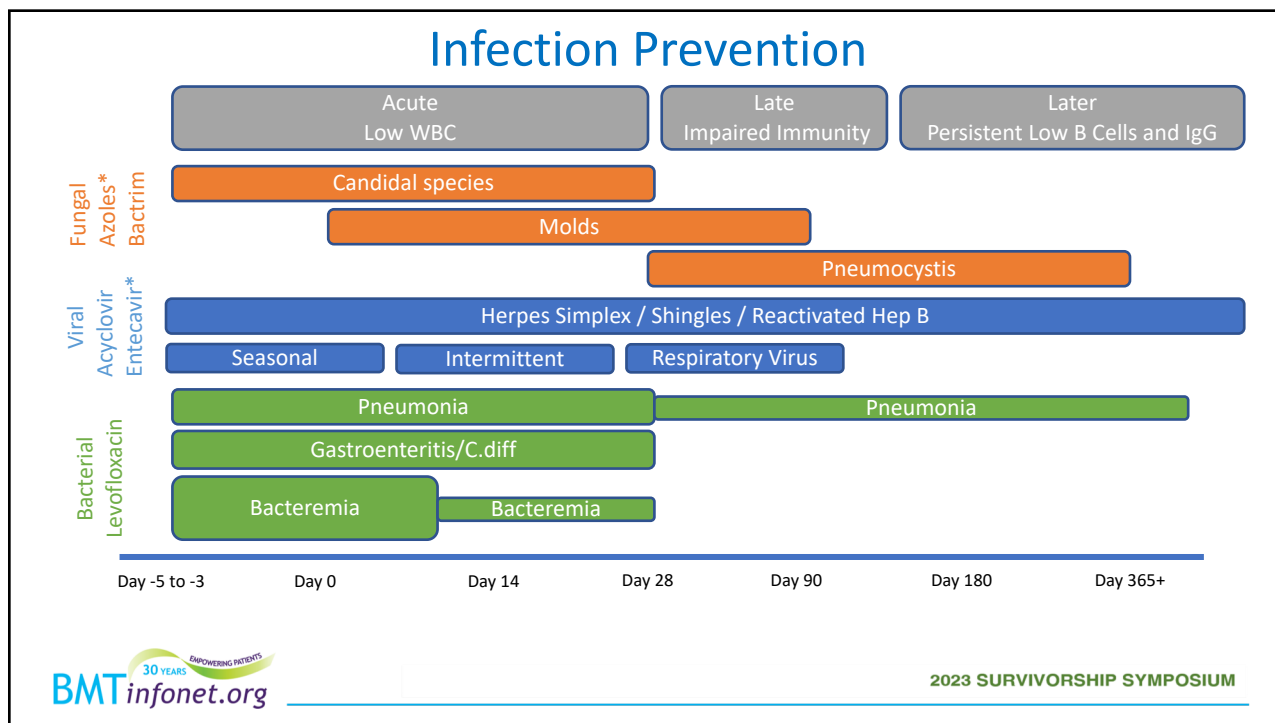 Infection Prevention
Acute
Low WBC
Late
Impaired Immunity
Later
Persistent Low B Cells and IgG
Fungal
Azoles*
Bactrim
Candidal species
Molds
Pneumocystis
Viral
Acyclovir
Entecavir*
Herpes Simplex / Shingles / Reactivated Hep B
Seasonal
Intermittent
Respiratory Virus
Bacterial
Levofloxacin
Pneumonia
Pneumonia
Gastroenteritis/C.diff
Bacteremia
Bacteremia
Day -5 to -3
Day 0
Day 14
Day 28
Day 90
Day 180
Day 365+
30 YEARS
EMPOWERING PATIENTS
BMTinfonet.org
2023 SURVIVORSHIP SYMPOSIUM